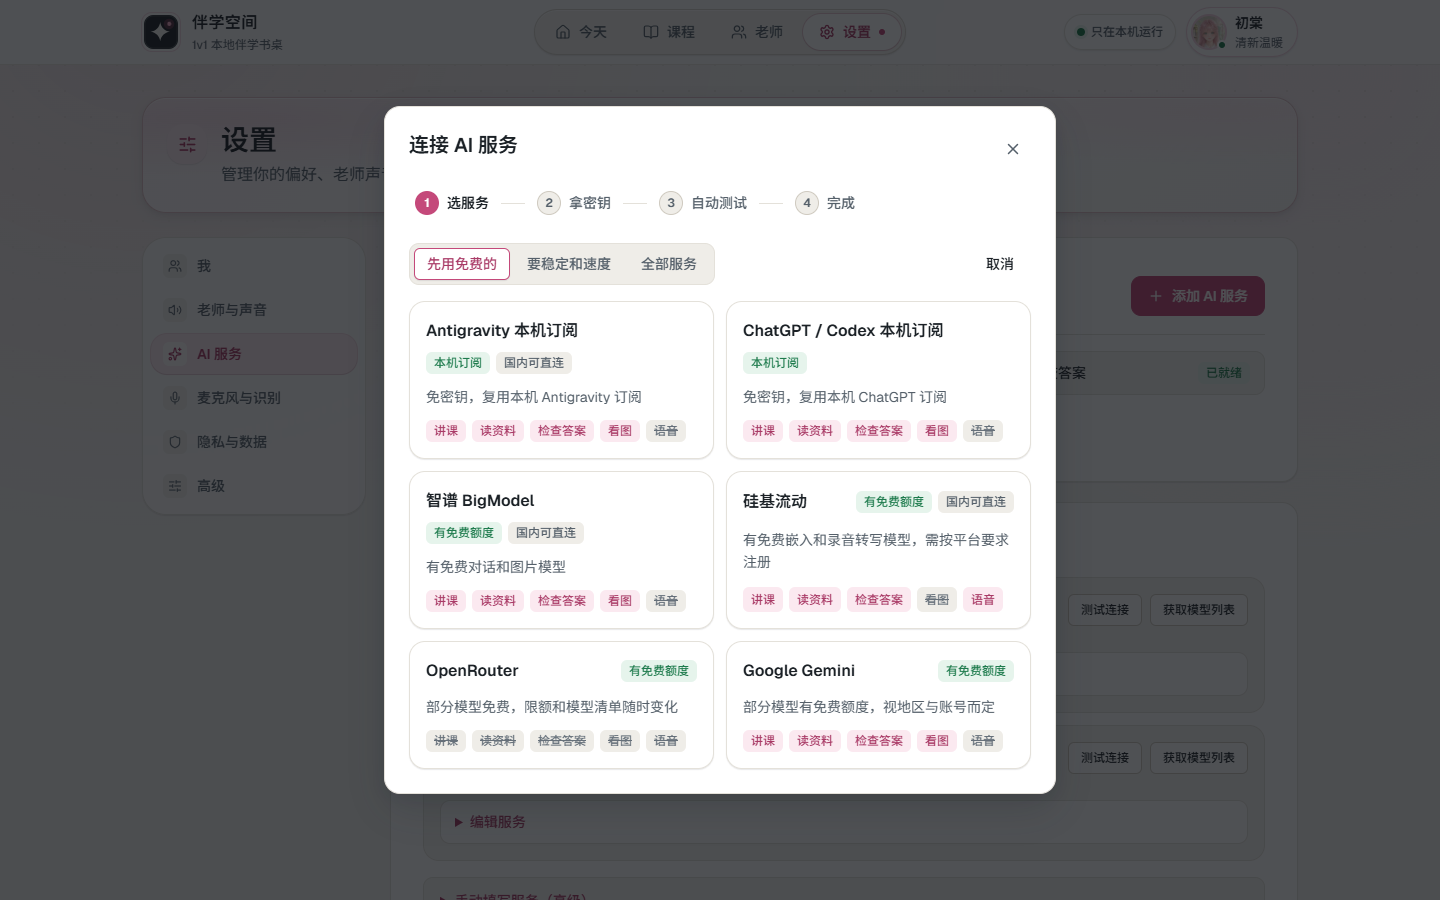 伴学空间
1v1 本地伴学书桌
今天
课程
老师
设置
只在本机运行
初棠
清新温暖
设置
管理你的偏好、老师声
我
老师与声音
AI 服务
麦克风与识别
隐私与数据
高级
添加 AI 服务
答案
已就绪
测试连接
获取模型列表
测试连接
获取模型列表
编辑服务
连接 AI 服务
1 选服务
2 拿密钥
3 自动测试
4 完成
先用免费的
要稳定和速度
全部服务
取消
Antigravity 本机订阅
本机订阅 国内可直连
免密钥，复用本机 Antigravity 订阅
讲课 读资料 检查答案 看图 语音
ChatGPT / Codex 本机订阅
本机订阅
免密钥，复用本机 ChatGPT 订阅
讲课 读资料 检查答案 看图 语音
智谱 BigModel
有免费额度 国内可直连
有免费对话和图片模型
讲课 读资料 检查答案 看图 语音
硅基流动 有免费额度 国内可直连
有免费嵌入和录音转写模型，需按平台要求
注册
讲课 读资料 检查答案 看图 语音
OpenRouter 有免费额度
部分模型免费，限额和模型清单随时变化
讲课 读资料 检查答案 看图 语音
Google Gemini 有免费额度
部分模型有免费额度，视地区与账号而定
讲课 读资料 检查答案 看图 语音